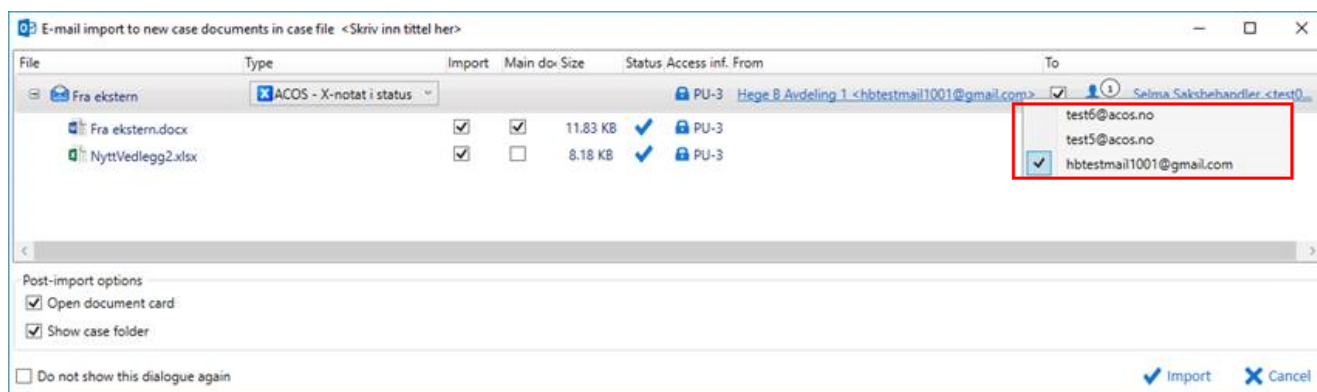 E-mail import to new case documents in case file <Skriv inn tittel her>
File Type Import Main do Size Status Access inf. From To
Fra ekstern ACOS - X-notat i status PU-3 Hege B Avdeling 1 <hbtestmail1001@gmail.com> 1 Selma Saksbehandler <test0...
test6@acos.no
Fra ekstern.docx 11.83 KB PU-3
test5@acos.no
NyttVedlegg2.xlsx 8.18 KB PU-3
hbtestmail1001@gmail.com
Post-import options
Open document card
Show case folder
Do not show this dialogue again Import Cancel